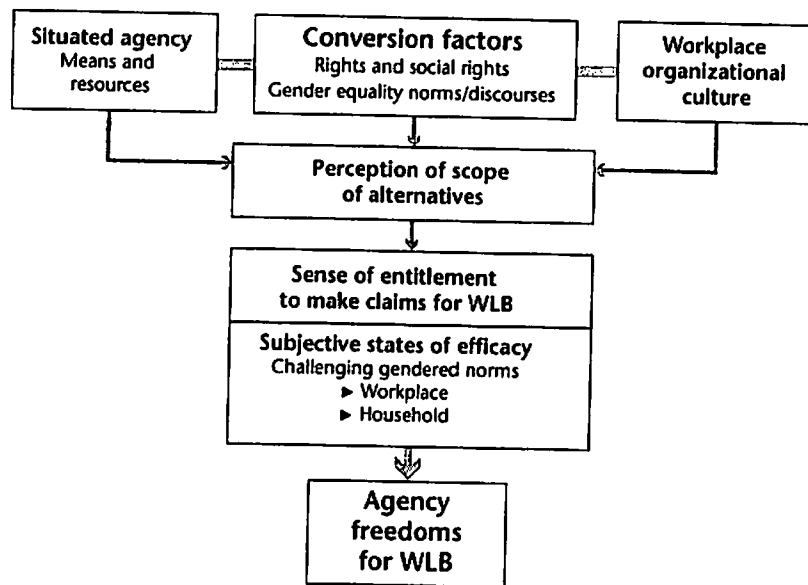 Situated agency
Means and
resources
Conversion factors
Rights and social rights
Gender equality norms/discourses
Workplace
organizational
culture
Perception of scope
of alternatives
Sense of entitlement
to make claims for WLB
Subjective states of efficacy
Challenging gendered norms
► Workplace
► Household
Agency
freedoms
for WLB